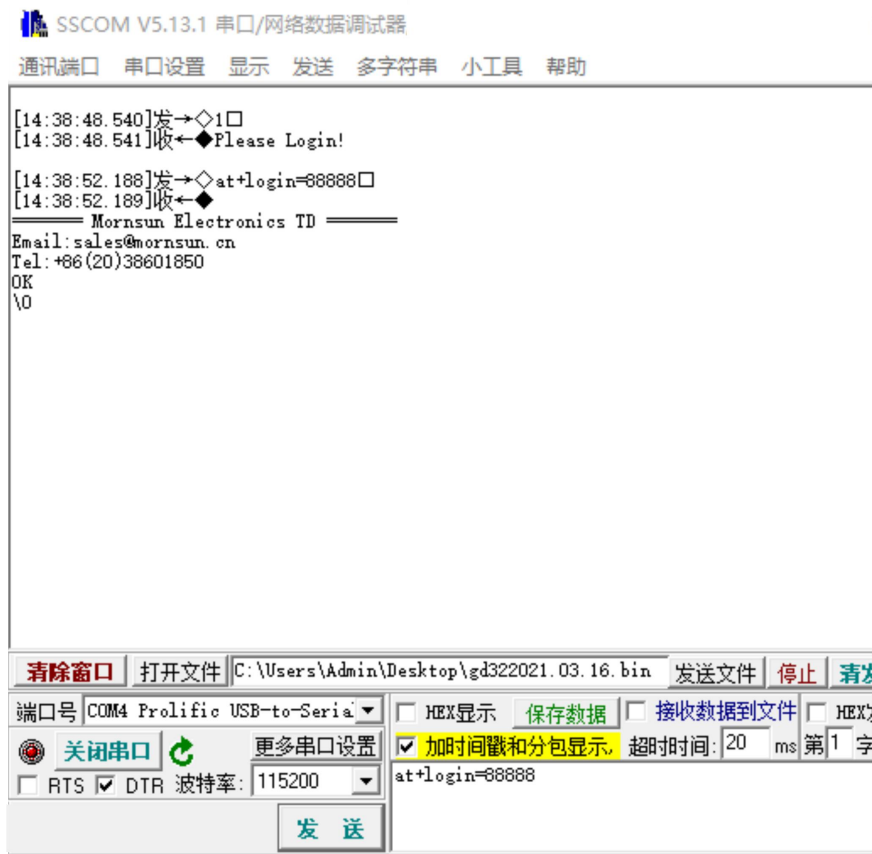 SSCOM V5.13.1 串口/网络数据调试器
通讯端口 串口设置 显示 发送 多字符串 小工具 帮助
[14:38:48.540]发→◇1□
[14:38:48.541]收←◆Please Login!
[14:38:52.188]发→◇at+login=88888□
[14:38:52.189]收←◆
══════ Mornsun Electronics TD ══════
Email:sales@mornsun.cn
Tel:+86(20)38601850
OK
\0
清除窗口 打开文件 C:\Users\Admin\Desktop\gd322021.03.16.bin 发送文件 停止 清发
端口号 COM4 Prolific USB-to-Seria HEX显示 保存数据 接收数据到文件 HEX发
关闭串口 更多串口设置 加时间戳和分包显示, 超时时间: 20 ms 第 1 字
RTS DTR 波特率: 115200 at+login=88888
发 送